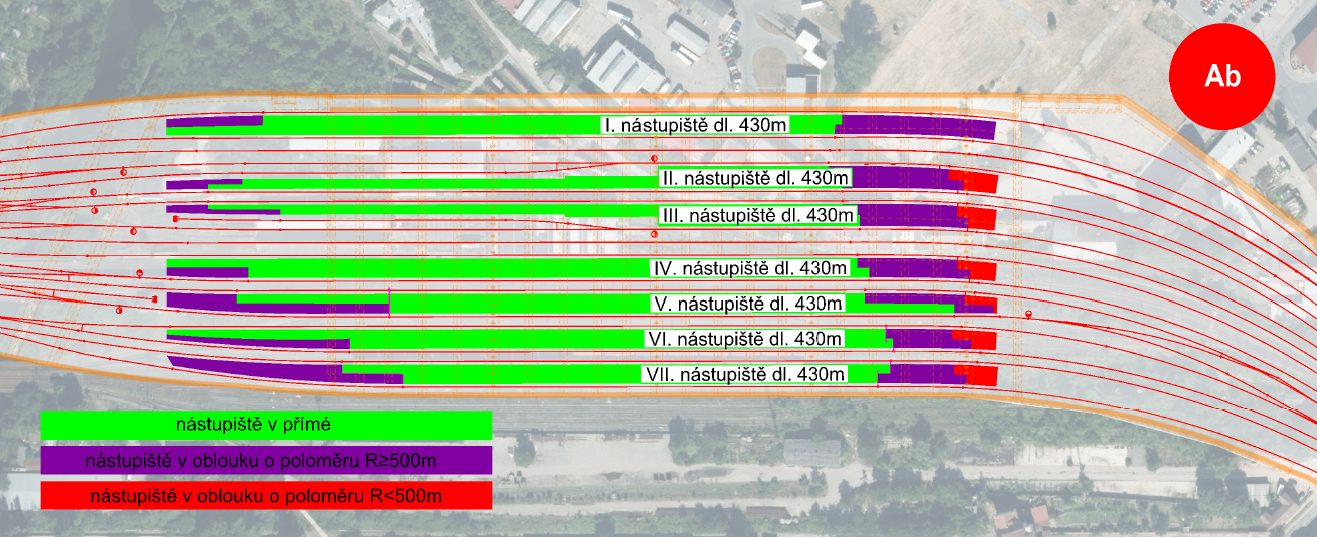 Ab
I. nástupiště dl. 430m
II. nástupiště dl. 430m
III. nástupiště dl. 430m
IV. nástupiště dl. 430m
V. nástupiště dl. 430m
VI. nástupiště dl. 430m
VII. nástupiště dl. 430m
nástupiště v přímé
nástupiště v oblouku o poloměru R≥500m
nástupiště v oblouku o poloměru R<500m